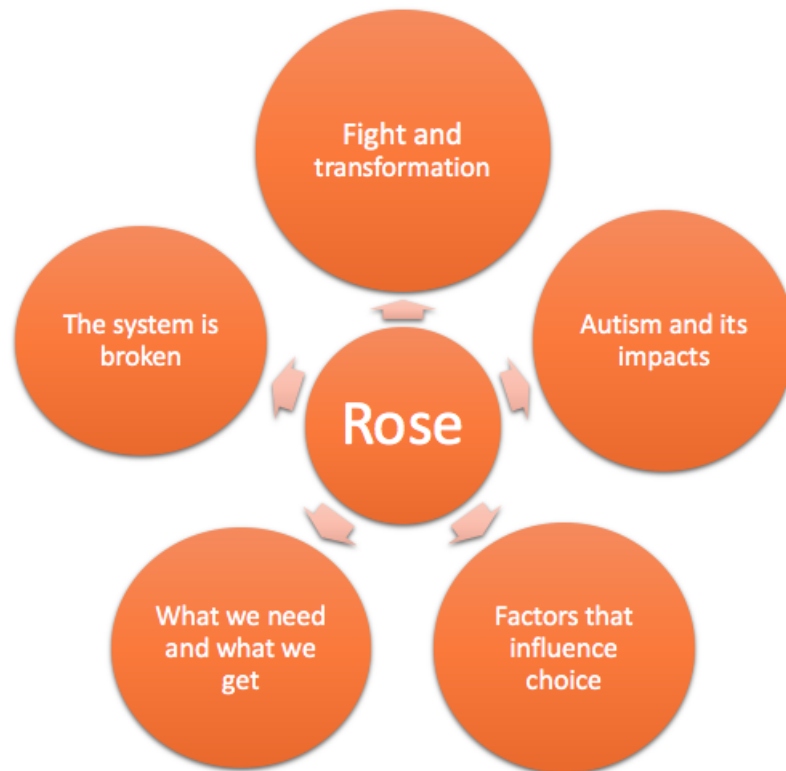 Fight and
transformation
The system is
broken
Autism and its
impacts
Rose
What we need
and what we
get
Factors that
influence
choice